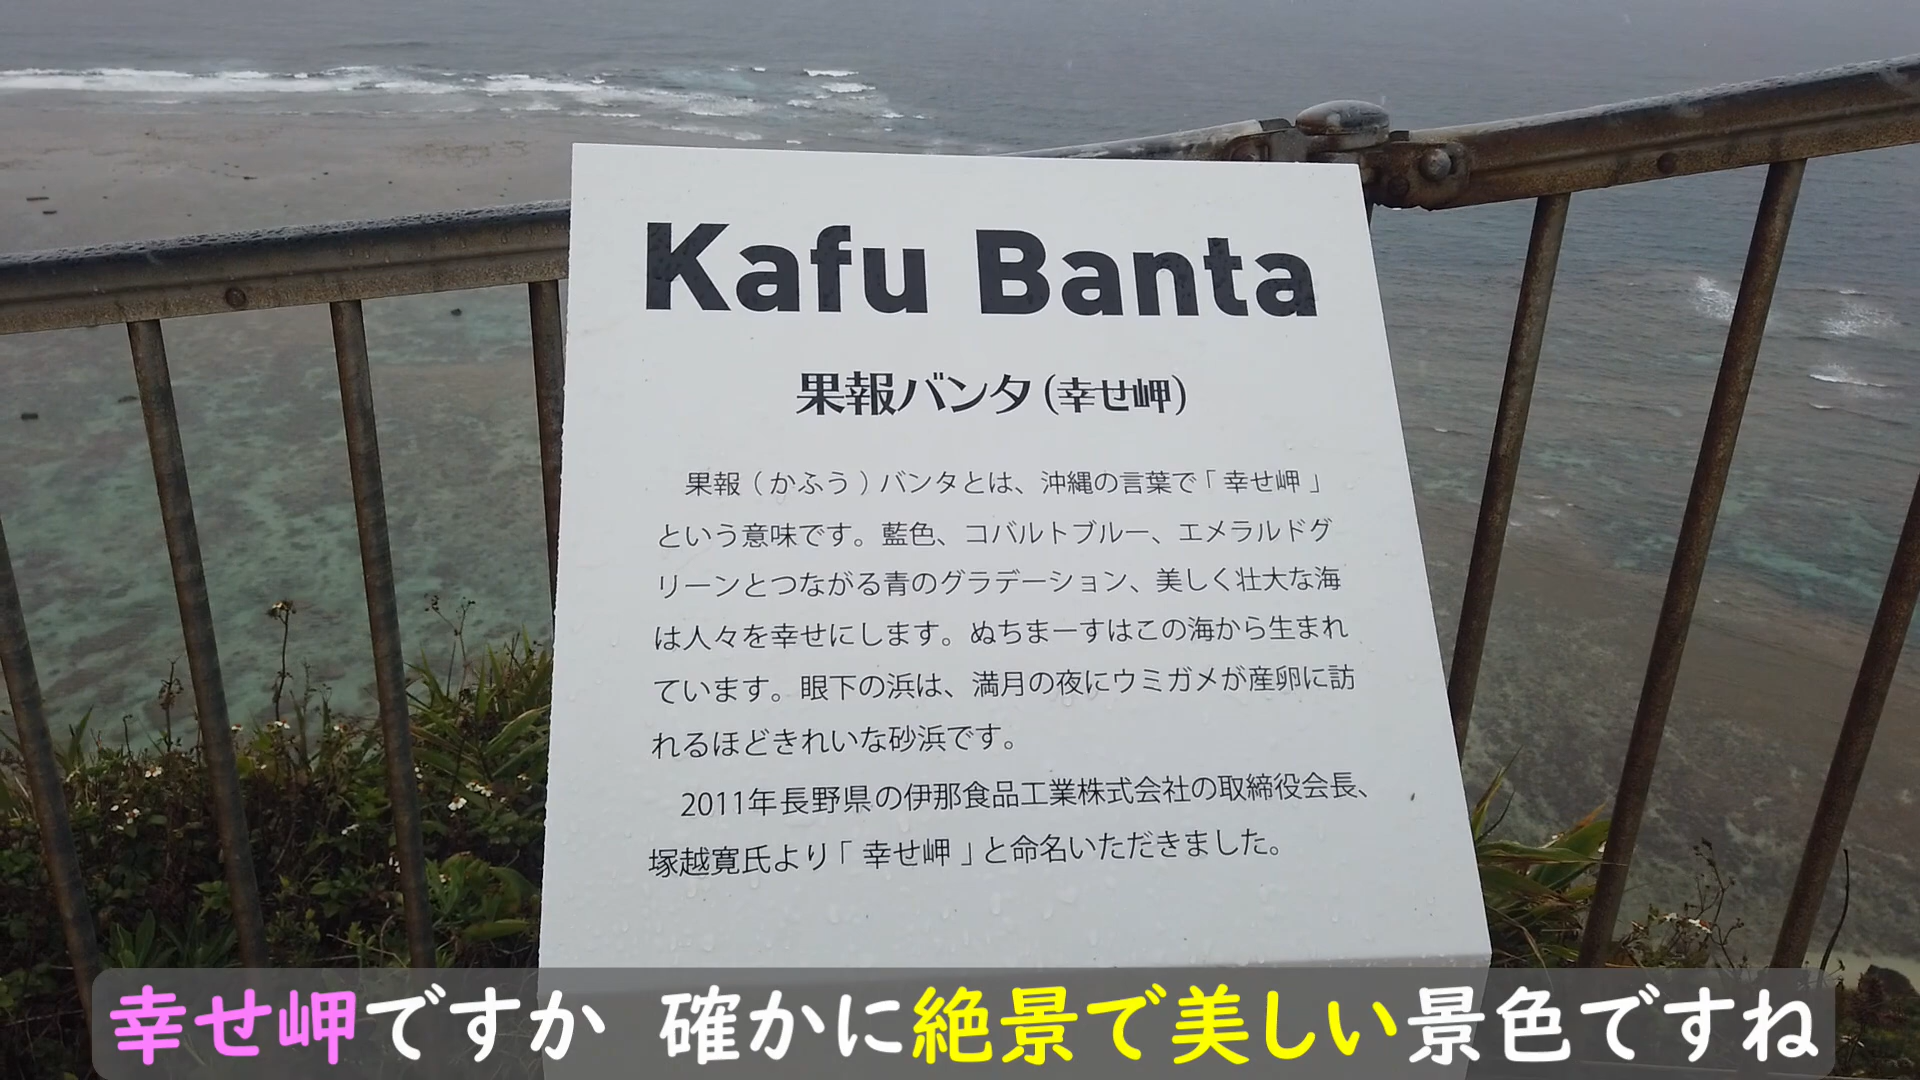 Kafu Banta
果報バンタ(幸せ岬)
果報(かふう)バンタとは、沖縄の言葉で「幸せ岬」
という意味です。藍色、コバルトブルー、エメラルドグ
リーンとつながる青のグラデーション、美しく壮大な海
は人々を幸せにします。ぬちまーすはこの海から生まれ
ています。眼下の浜は、満月の夜にウミガメが産卵に訪
れるほどきれいな砂浜です。
2011年長野県の伊那食品工業株式会社の取締役会長、
塚越寛氏より「幸せ岬」と命名いただきました。
幸せ岬ですか 確かに絶景で美しい景色ですね